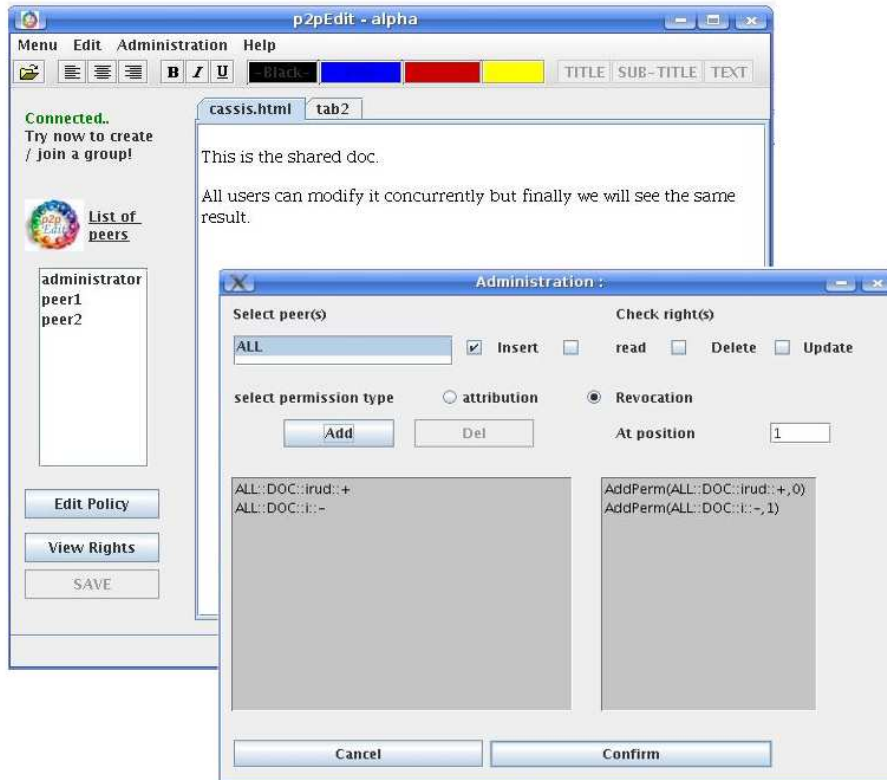 p2pEdit - alpha
Menu Edit Administration Help
B I U -Black- TITLE SUB-TITLE TEXT
Connected..
Try now to create
/ join a group!
p2p
Edit
List of
peers
administrator
peer1
peer2
Edit Policy
View Rights
SAVE
cassis.html tab2
This is the shared doc.
All users can modify it concurrently but finally we will see the same
result.
Administration :
Select peer(s) Check right(s)
ALL Insert read Delete Update
select permission type attribution Revocation
Add Del At position 1
ALL::DOC::irud::+
ALL::DOC::i::-
AddPerm(ALL::DOC::irud::+,0)
AddPerm(ALL::DOC::i::-,1)
Cancel Confirm